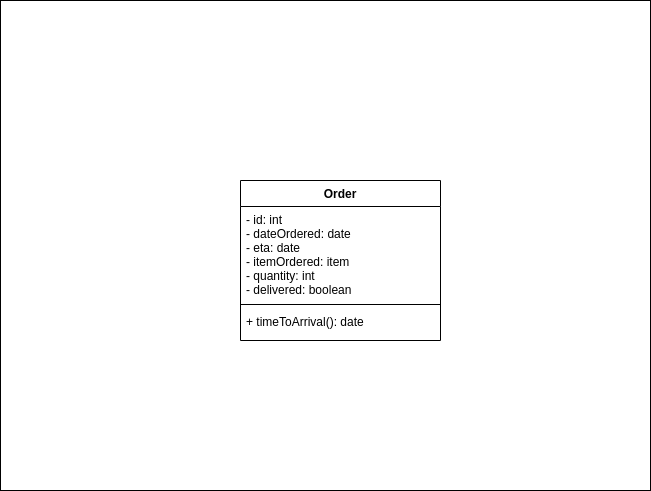 Order
- id: int
- dateOrdered: date
- eta: date
- itemOrdered: item
- quantity: int
- delivered: boolean
+ timeToArrival(): date